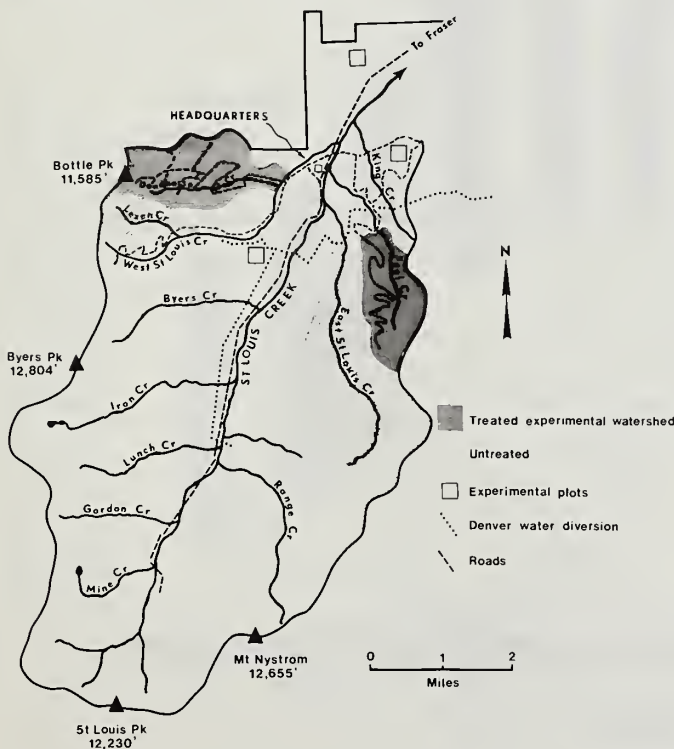 To Fraser
HEADQUARTERS
Bottle Pk
11,585'
King Cr
Lexen Cr
West St Louis Cr
Byers Cr
ST LOUIS CREEK
East St Louis Cr
N
Byers Pk
12,804'
Iron Cr
Lunch Cr
Range Cr
Gordon Cr
Mine Cr
Treated experimental watershed
Untreated
Experimental plots
Denver water diversion
Roads
0 1 2
Miles
Mt Nystrom
12,655'
St Louis Pk
12,230'